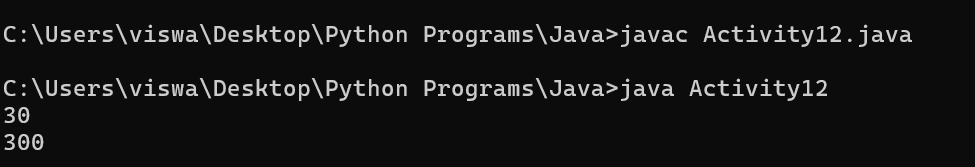 C:\Users\viswa\Desktop\Python Programs\Java>javac Activity12.java
C:\Users\viswa\Desktop\Python Programs\Java>java Activity12
30
300